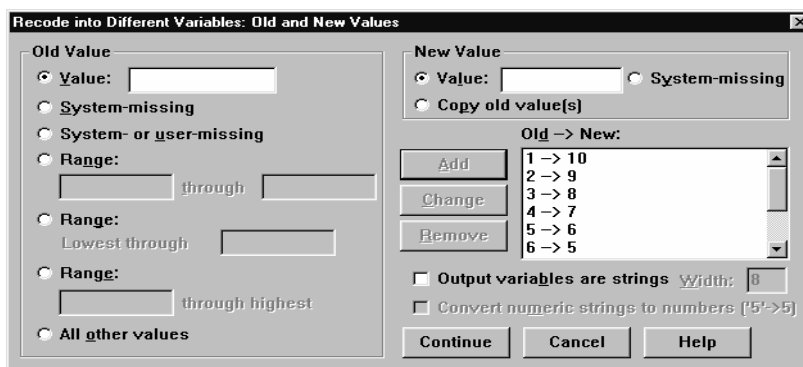 Recode into Different Variables: Old and New Values
Old Value
Value:
System-missing
System- or user-missing
Range:
through
Range:
Lowest through
Range:
through highest
All other values
New Value
Value:
System-missing
Copy old value(s)
Old -> New:
Add
Change
Remove
1 -> 10
2 -> 9
3 -> 8
4 -> 7
5 -> 6
6 -> 5
Output variables are strings Width: 8
Convert numeric strings to numbers ('5'->5)
Continue
Cancel
Help